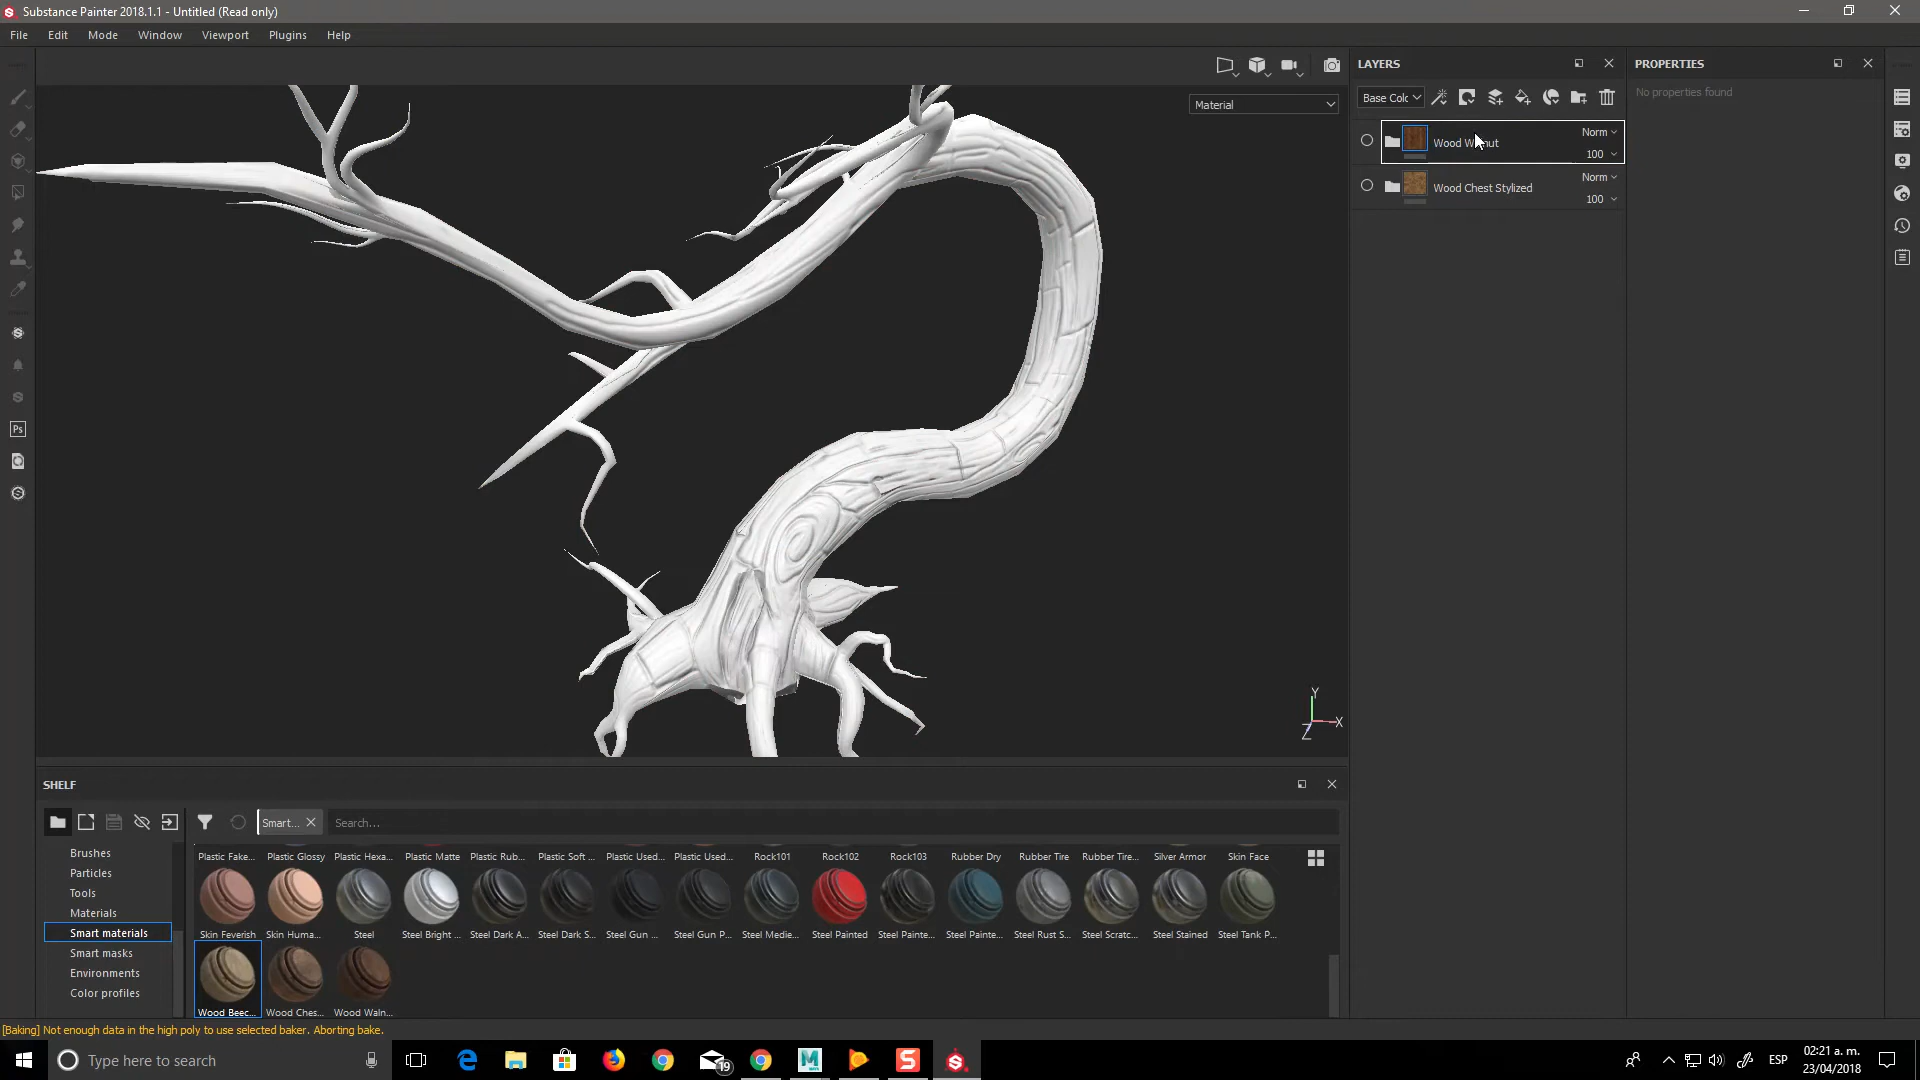 Substance Painter 2018.1.1 - Untitled (Read only)
File Edit Mode Window Viewport Plugins Help
LAYERS
PROPERTIES
Material
Base Colc
No properties found
Norm
100
Wood Chest Stylized
Norm
100
Y
X
Z
Ps
SHELF
Smart...
Search...
Brushes
Particles
Tools
Materials
Smart materials
Smart masks
Environments
Color profiles
Plastic Fake... Plastic Glossy Plastic Hexa... Plastic Matte Plastic Rub... Plastic Soft ... Plastic Used... Plastic Used... Rock101 Rock102 Rock103 Rubber Dry Rubber Tire Rubber Tire... Silver Armor Skin Face
Skin Feverish Skin Huma... Steel Steel Bright ... Steel Dark A... Steel Dark S... Steel Gun ... Steel Gun P... Steel Medie... Steel Painted Steel Painte... Steel Painte... Steel Rust S... Steel Scratc... Steel Stained Steel Tank P...
Wood Beec... Wood Ches... Wood Waln...
[Baking] Not enough data in the high poly to use selected baker. Aborting bake.
Type here to search
19
ESP
02:21 a. m.
23/04/2018